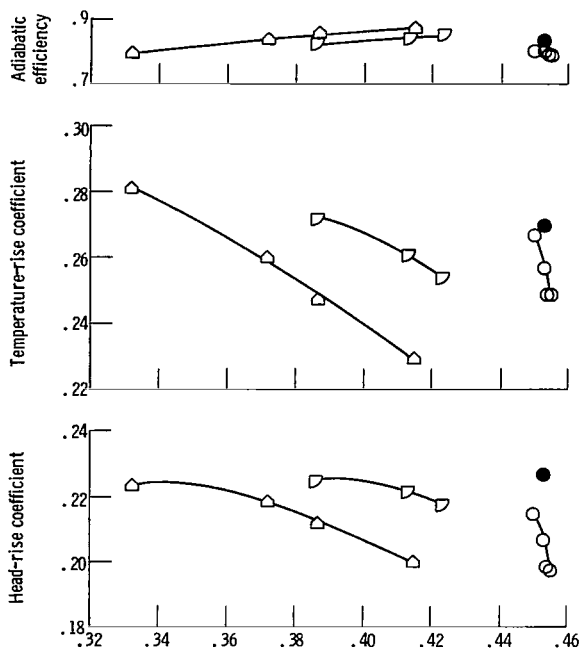 Adiabatic
efficiency
.9
.7
Temperature-rise coefficient
.30
.28
.26
.24
.22
Head-rise coefficient
.24
.22
.20
.18
.32 .34 .36 .38 .40 .42 .44 .46